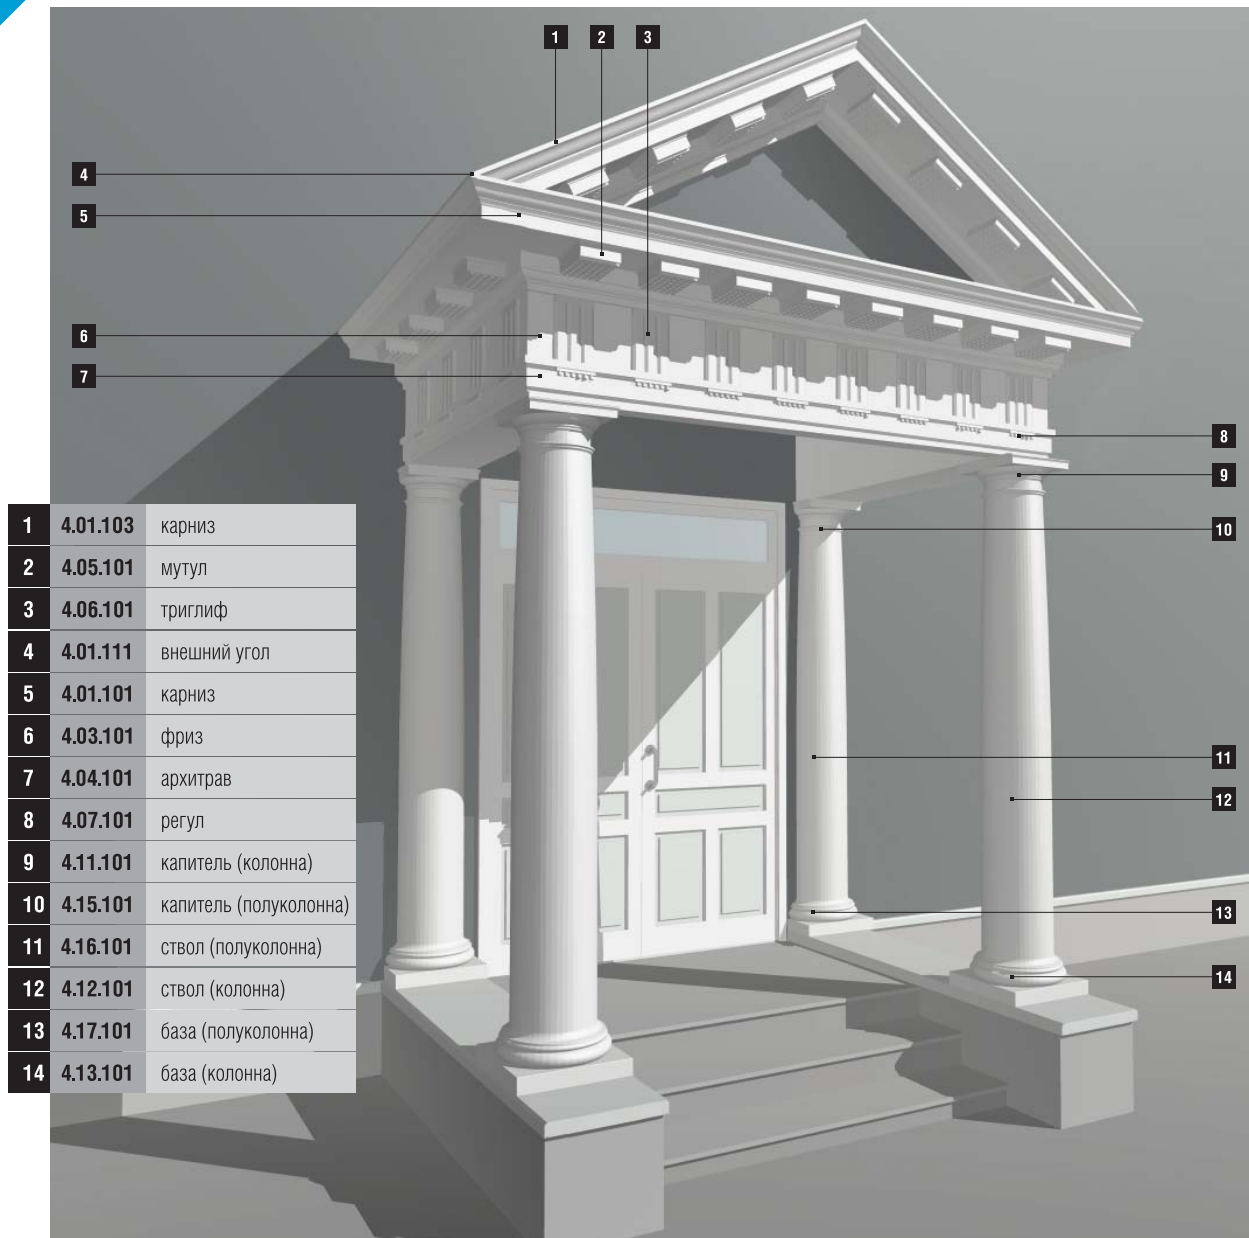 1 2 3
4
5
6
7
8
9
10
11
12
13
14
1 4.01.103 карниз
2 4.05.101 мутул
3 4.06.101 триглиф
4 4.01.111 внешний угол
5 4.01.101 карниз
6 4.03.101 фриз
7 4.04.101 архитрав
8 4.07.101 регул
9 4.11.101 капитель (колонна)
10 4.15.101 капитель (полуколонна)
11 4.16.101 ствол (полуколонна)
12 4.12.101 ствол (колонна)
13 4.17.101 база (полуколонна)
14 4.13.101 база (колонна)